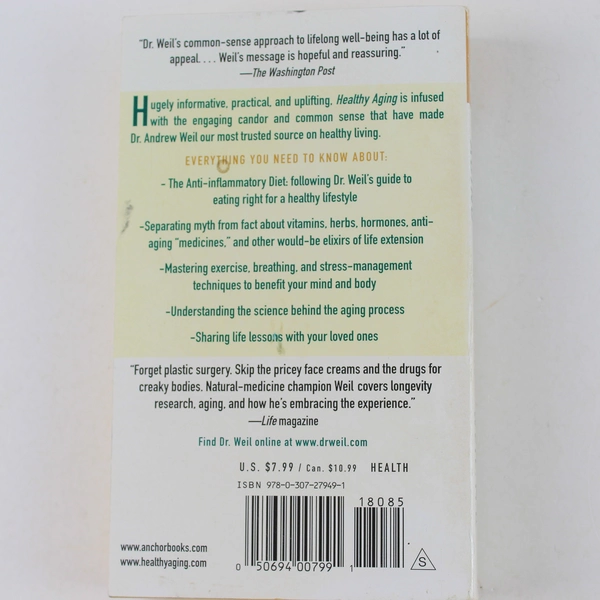 “Dr. Weil’s common-sense approach to lifelong well-being has a lot of
appeal. . . . Weil’s message is hopeful and reassuring.”
—The Washington Post
Hugely informative, practical, and uplifting, Healthy Aging is infused
with the engaging candor and common sense that have made
Dr. Andrew Weil our most trusted source on healthy living.
EVERYTHING YOU NEED TO KNOW ABOUT:
- The Anti-inflammatory Diet: following Dr. Weil’s guide to
eating right for a healthy lifestyle
-Separating myth from fact about vitamins, herbs, hormones, anti-
aging “medicines,” and other would-be elixirs of life extension
-Mastering exercise, breathing, and stress-management
techniques to benefit your mind and body
-Understanding the science behind the aging process
-Sharing life lessons with your loved ones
“Forget plastic surgery. Skip the pricey face creams and the drugs for
creaky bodies. Natural-medicine champion Weil covers longevity
research, aging, and how he’s embracing the experience.”
—Life magazine
Find Dr. Weil online at www.drweil.com
U.S. $7.99 / Can. $10.99 HEALTH
ISBN 978-0-307-27949-1
18085
www.anchorbooks.com
www.healthyaging.com
0 50694 00799 1
S